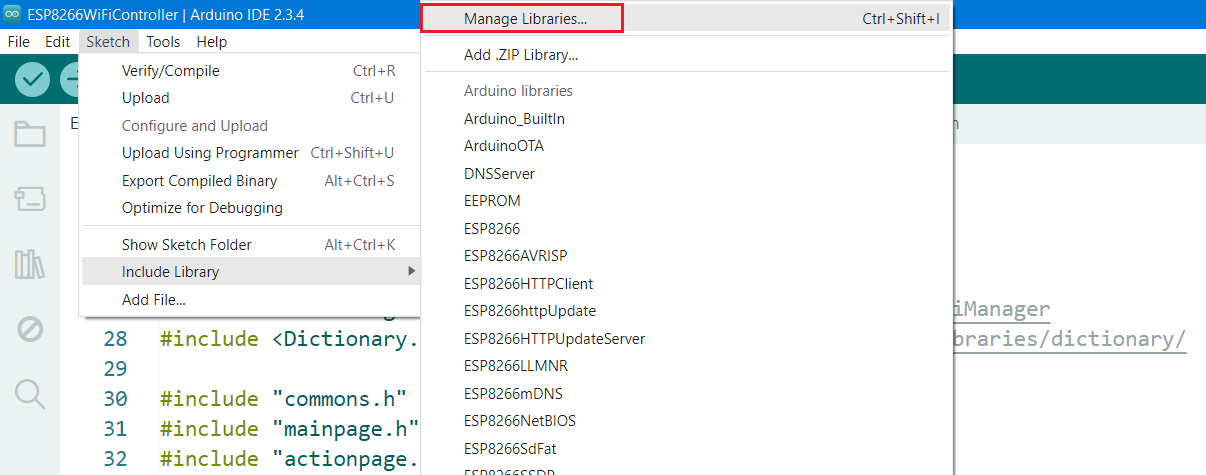 ESP8266WiFiController | Arduino IDE 2.3.4
File Edit Sketch Tools Help
Verify/Compile Ctrl+R
Upload Ctrl+U
Configure and Upload
Upload Using Programmer Ctrl+Shift+U
Export Compiled Binary Alt+Ctrl+S
Optimize for Debugging
Show Sketch Folder Alt+Ctrl+K
Include Library
Add File...
Manage Libraries... Ctrl+Shift+I
Add .ZIP Library...
Arduino libraries
Arduino_BuiltIn
ArduinoOTA
DNSServer
EEPROM
ESP8266
ESP8266AVRISP
ESP8266HTTPClient
ESP8266httpUpdate
ESP8266HTTPUpdateServer
ESP8266LLMNR
ESP8266mDNS
ESP8266NetBIOS
ESP8266SdFat
ESP8266SSDP
iManager
28 #include <Dictionary. braries/dictionary/
29
30 #include "commons.h"
31 #include "mainpage.h"
32 #include "actionpage.